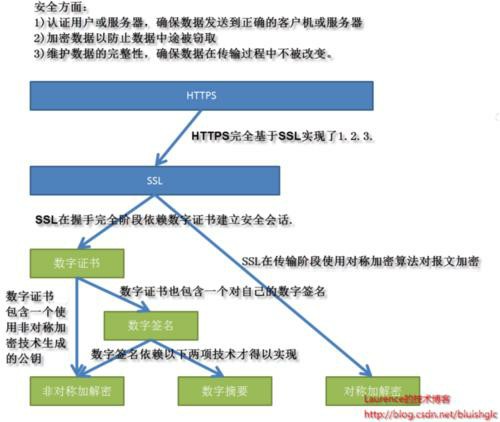 安全方面：
1)认证用户或服务器，确保数据发送到正确的客户机或服务器
2)加密数据以防止数据中途被窃取
3)维护数据的完整性，确保数据在传输过程中不被改变。
HTTPS
HTTPS完全基于SSL实现了1.2.3.
SSL
SSL在握手完全阶段依赖数字证书建立安全会话.
数字证书
SSL在传输阶段使用对称加密算法对报文加密
数字证书
包含一个使
用非对称加
密技术生成
的公钥
数字证书也包含一个对自己的数字签名
数字签名
数字签名依赖以下两项技术才得以实现
非对称加解密
数字摘要
对称加解密
Laurence的技术博客
http://blog.csdn.net/bluishglc